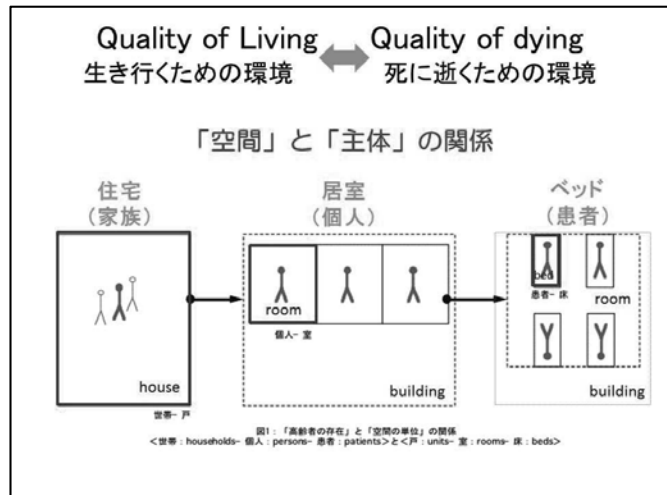 Quality of Living
生き行くための環境
Quality of dying
死に逝くための環境
「空間」と「主体」の関係
住宅
（家族）
居室
（個人）
ベッド
（患者）
house
世帯- 戸
room
個人- 室
building
bed
患者- 床
room
building
図1：「高齢者の存在」と「空間の単位」の関係
＜世帯：households- 個人：persons- 患者：patients＞と＜戸：units- 室：rooms- 床：beds＞